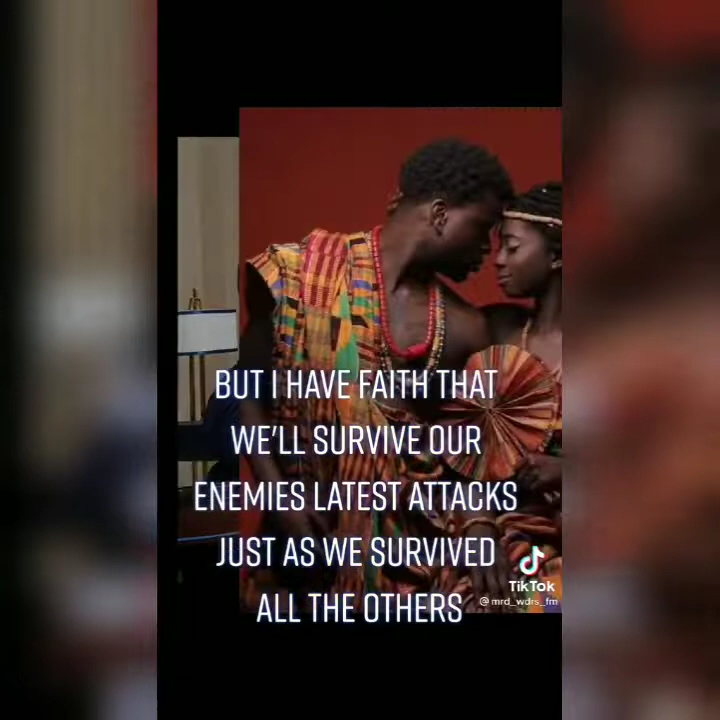 BUT I HAVE FAITH THAT
WE'LL SURVIVE OUR
ENEMIES LATEST ATTACKS
JUST AS WE SURVIVED
ALL THE OTHERS
TikTok
@mrd_wdrs_fm